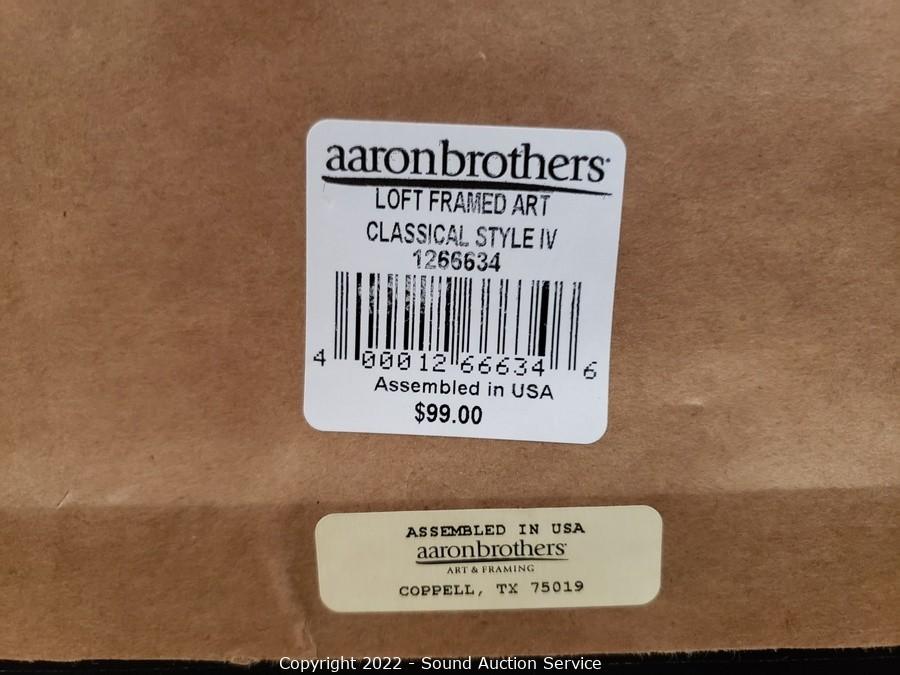 aaronbrothers
LOFT FRAMED ART
CLASSICAL STYLE IV
1266634
4 00012 66634 6
Assembled in USA
$99.00
ASSEMBLED IN USA
aaronbrothers
ART & FRAMING
COPPELL, TX 75019
Copyright 2022 - Sound Auction Service